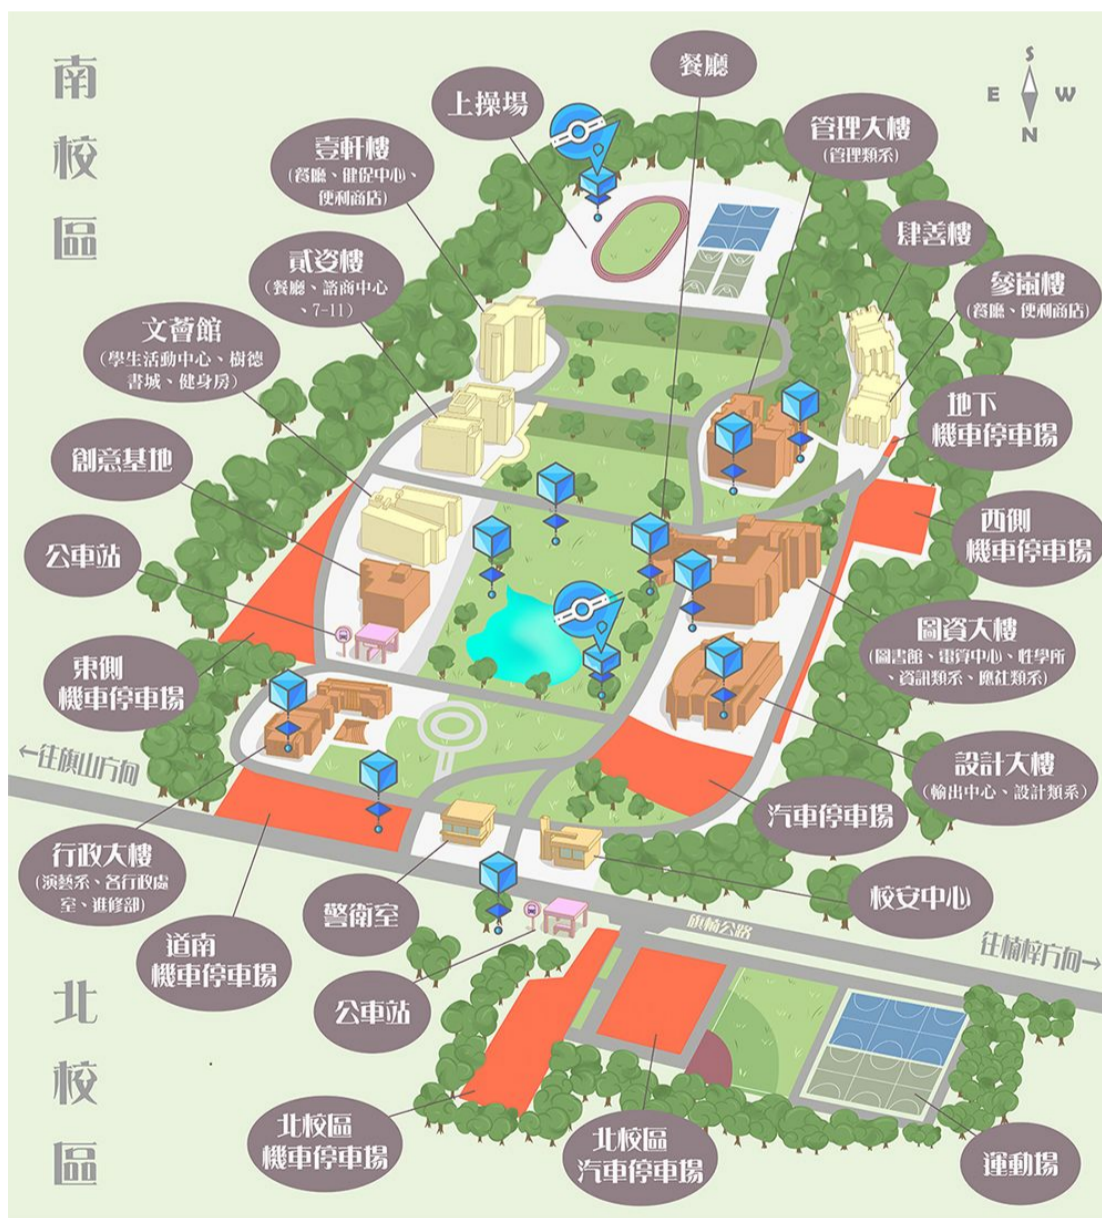 南
校
區
S
E W
N
餐廳
上操場
管理大樓
(管理類系)
壹軒樓
(餐廳、健促中心、
便利商店)
肆善樓
貳姿樓
(餐廳、諮商中心
、7-11)
參嵐樓
(餐廳、便利商店)
文薈館
(學生活動中心、樹德
書城、健身房)
地下
機車停車場
創意基地
西側
機車停車場
公車站
圖資大樓
(圖書館、電算中心、性學所
、資訊類系、應社類系)
東側
機車停車場
←往旗山方向
設計大樓
(輸出中心、設計類系)
汽車停車場
行政大樓
(演藝系、各行政處
室、進修部)
警衛室
校安中心
道南
機車停車場
旗楠公路
往楠梓方向→
公車站
北
校
區
北校區
機車停車場
北校區
汽車停車場
運動場